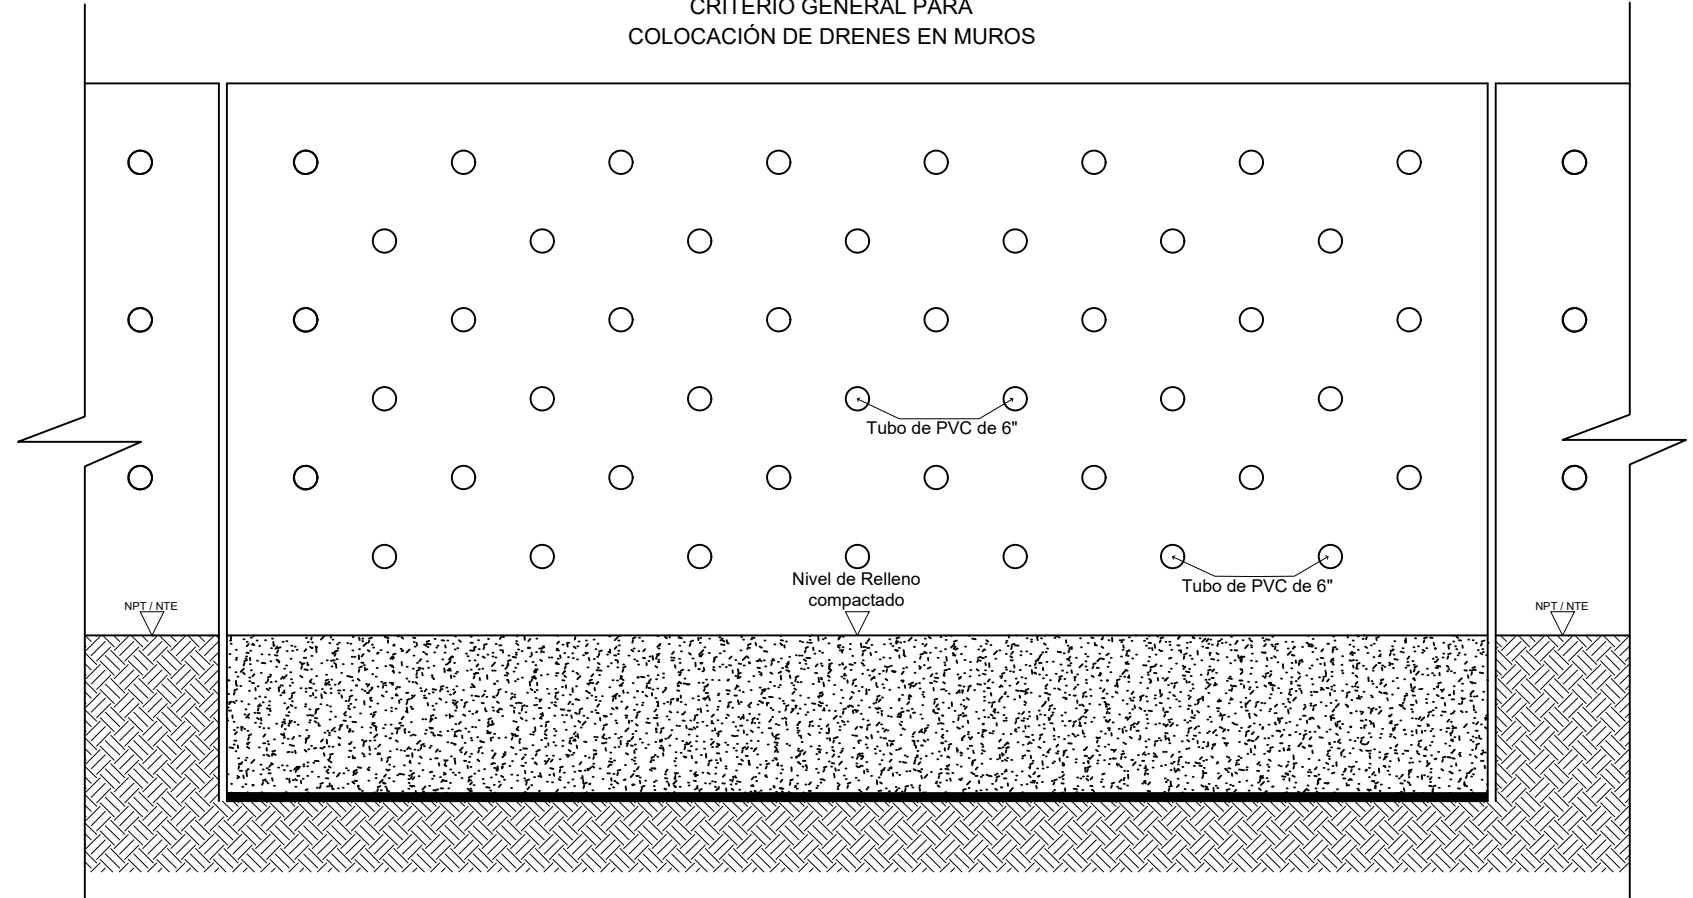 CRITERIO GENERAL PARA
COLOCACIÓN DE DRENES EN MUROS
Tubo de PVC de 6"
Nivel de Relleno
compactado
Tubo de PVC de 6"
NPT / NTE
NPT / NTE